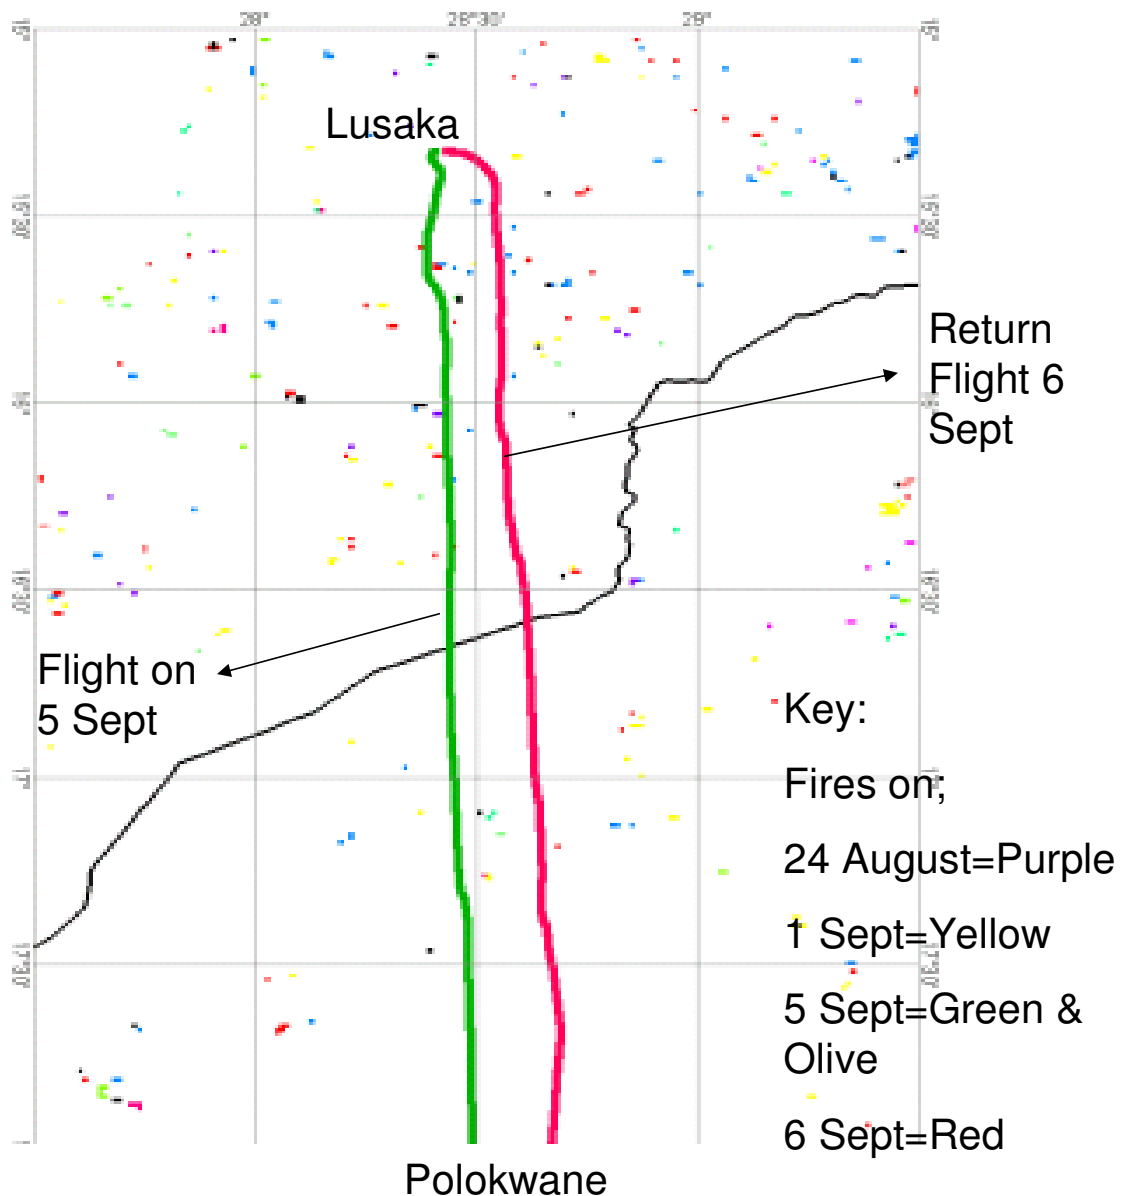 28° 28°30' 29°
Lusaka
Return
Flight 6
Sept
Flight on
5 Sept
Key:
Fires on;
24 August=Purple
1 Sept=Yellow
5 Sept=Green &
Olive
6 Sept=Red
Polokwane